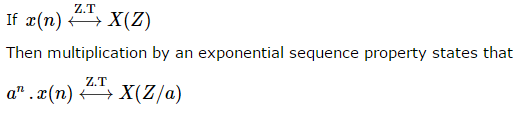 If x(n) Z.T ⟷ X(Z)
Then multiplication by an exponential sequence property states that
aⁿ . x(n) Z.T ⟷ X(Z/a)